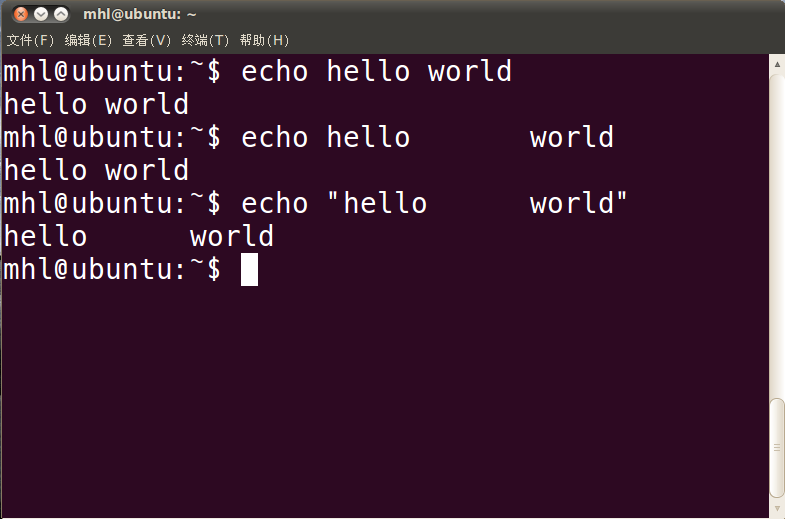 mhl@ubuntu: ~
文件(F) 编辑(E) 查看(V) 终端(T) 帮助(H)
mhl@ubuntu:~$ echo hello world
hello world
mhl@ubuntu:~$ echo hello       world
hello world
mhl@ubuntu:~$ echo "hello      world"
hello      world
mhl@ubuntu:~$